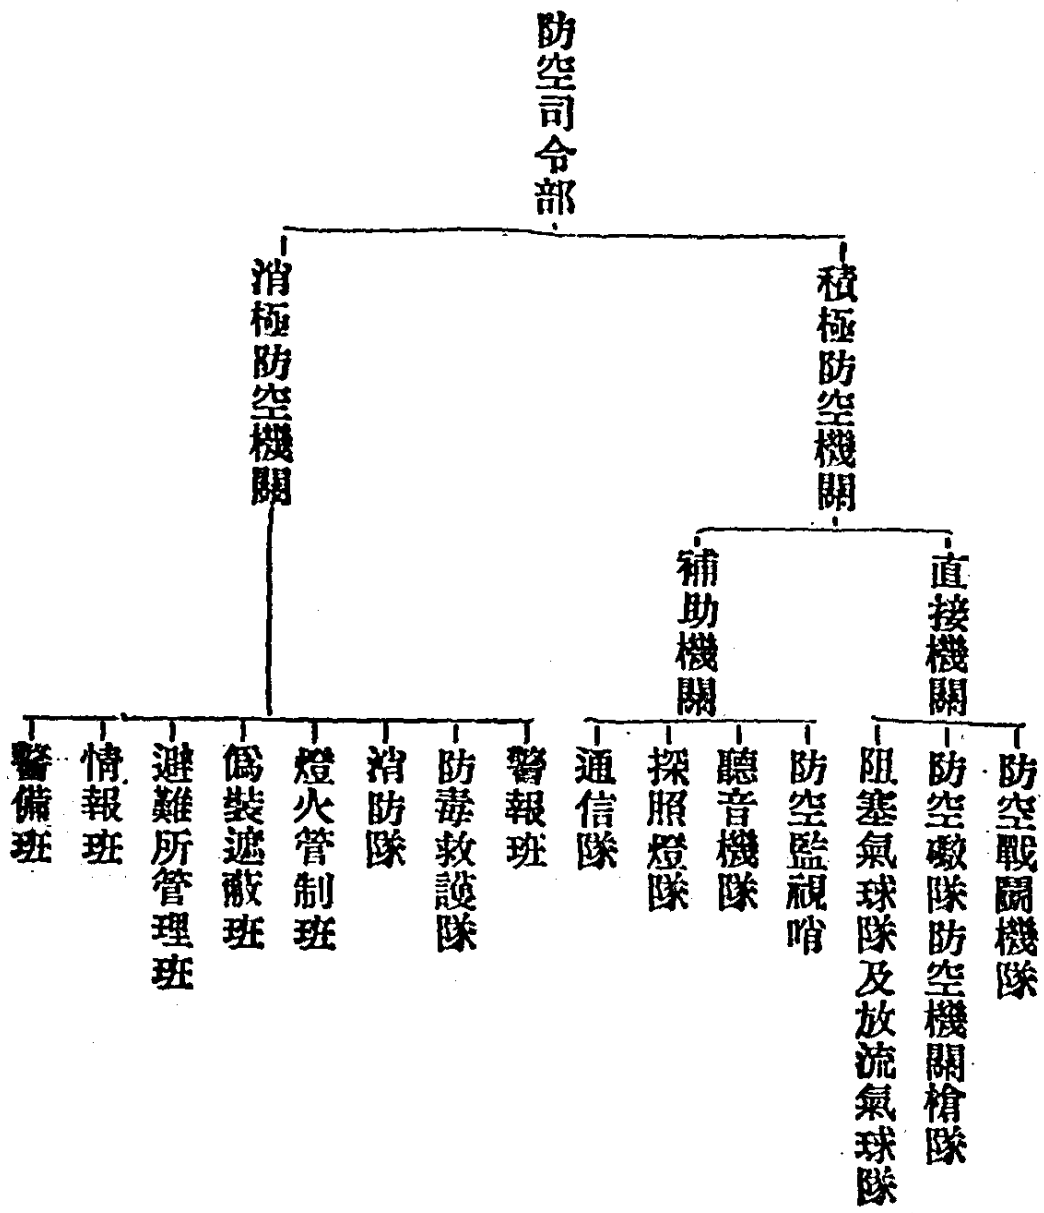 防空司令部
積極防空機關
直接機關
防空戰鬭機隊
防空礮隊防空機關槍隊
阻塞氣球隊及放流氣球隊
補助機關
防空監視哨
聽音機隊
探照燈隊
通信隊
消極防空機關
警報班
防毒救護隊
消防隊
燈火管制班
僞裝遮蔽班
避難所管理班
情報班
警備班